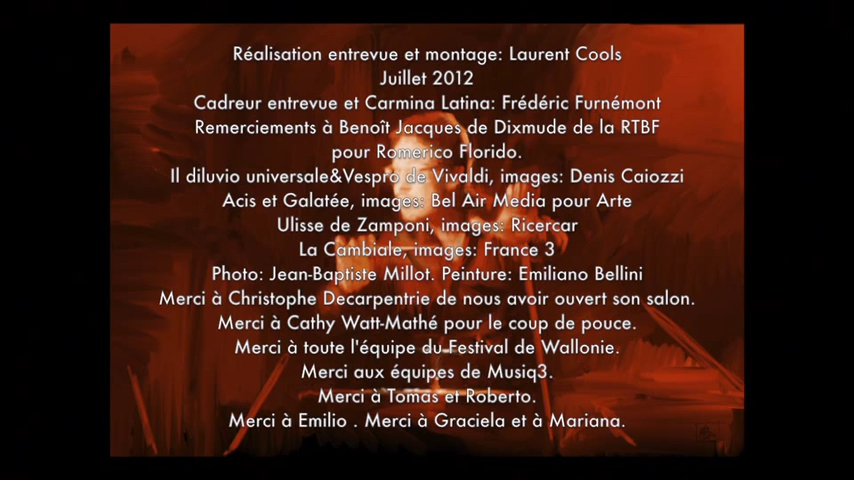 Réalisation entrevue et montage: Laurent Cools
Juillet 2012
Cadreur entrevue et Carmina Latina: Frédéric Furnémont
Remerciements à Benoît Jacques de Dixmude de la RTBF
pour Romerico Florido.
Il diluvio universale&Vespro de Vivaldi, images: Denis Caiozzi
Acis et Galatée, images: Bel Air Media pour Arte
Ulisse de Zamponi, images: Ricercar
La Cambiale, images: France 3
Photo: Jean-Baptiste Millot. Peinture: Emiliano Bellini
Merci à Christophe Decarpentrie de nous avoir ouvert son salon.
Merci à Cathy Watt-Mathé pour le coup de pouce.
Merci à toute l'équipe du Festival de Wallonie.
Merci aux équipes de Musiq3.
Merci à Tomas et Roberto.
Merci à Emilio . Merci à Graciela et à Mariana.